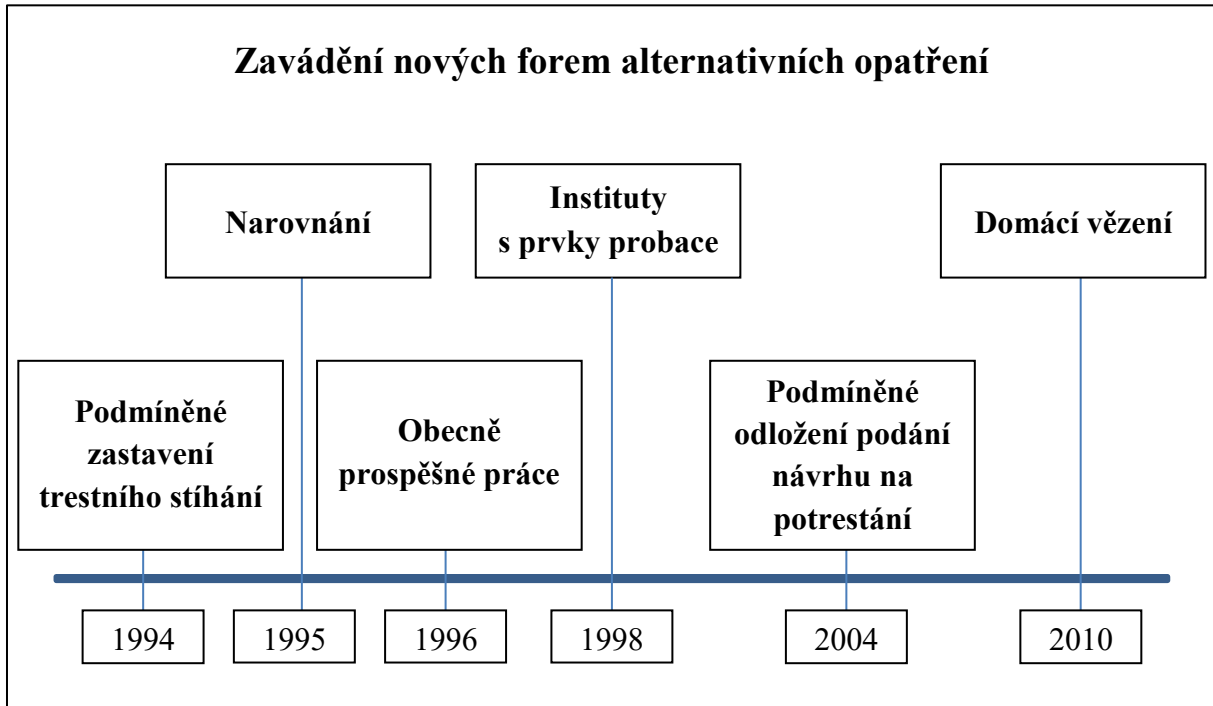 Zavádění nových forem alternativních opatření
Narovnání
Instituty
s prvky probace
Domácí vězení
Podmíněné
zastavení
trestního stíhání
Obecně
prospěšné práce
Podmíněné
odložení podání
návrhu na
potrestání
1994
1995
1996
1998
2004
2010